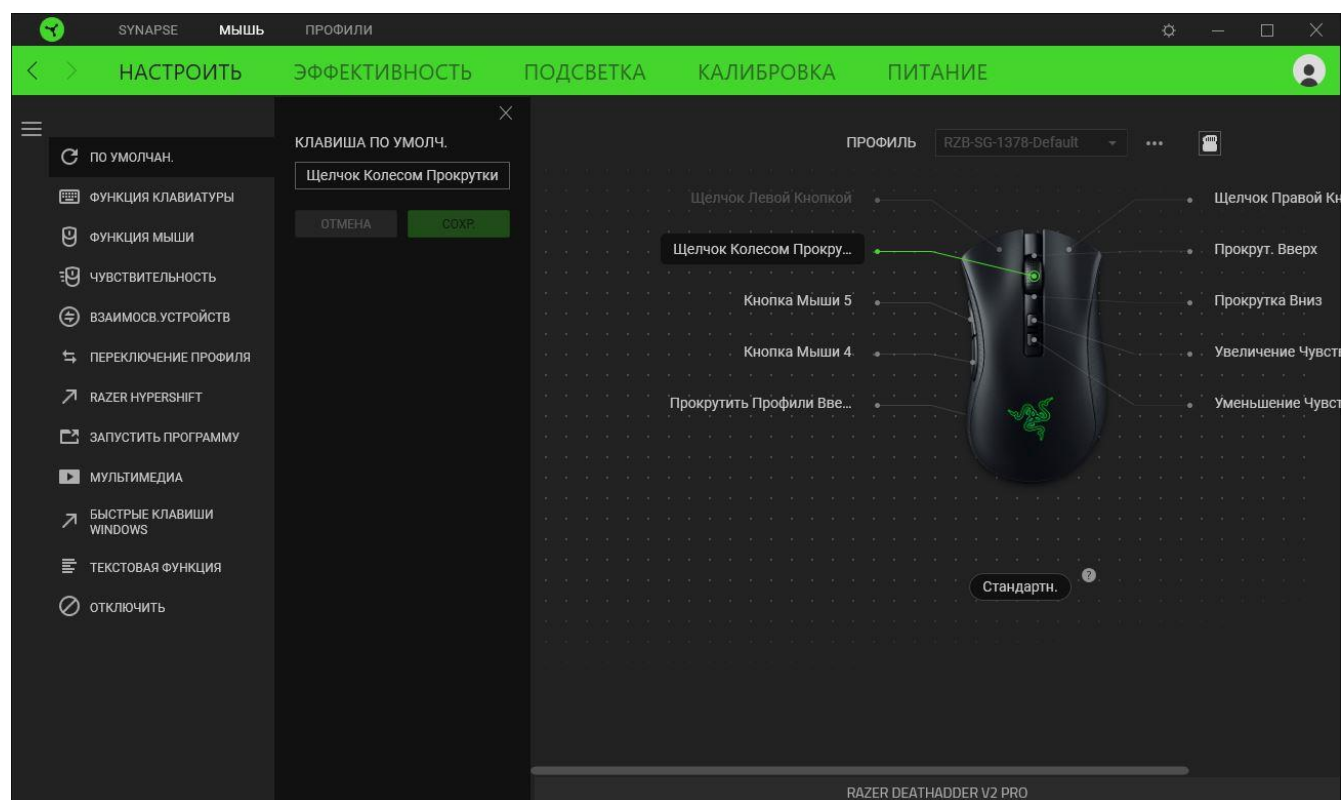 SYNAPSE МЫШЬ ПРОФИЛИ
НАСТРОИТЬ ЭФФЕКТИВНОСТЬ ПОДСВЕТКА КАЛИБРОВКА ПИТАНИЕ
ПО УМОЛЧАН.
ФУНКЦИЯ КЛАВИАТУРЫ
ФУНКЦИЯ МЫШИ
ЧУВСТВИТЕЛЬНОСТЬ
ВЗАИМОСВ.УСТРОЙСТВ
ПЕРЕКЛЮЧЕНИЕ ПРОФИЛЯ
RAZER HYPERSHIFT
ЗАПУСТИТЬ ПРОГРАММУ
МУЛЬТИМЕДИА
БЫСТРЫЕ КЛАВИШИ
WINDOWS
ТЕКСТОВАЯ ФУНКЦИЯ
ОТКЛЮЧИТЬ
КЛАВИША ПО УМОЛЧ.
Щелчок Колесом Прокрутки
ОТМЕНА СОХР.
ПРОФИЛЬ RZB-SG-1378-Default
Щелчок Левой Кнопкой
Щелчок Колесом Прокру...
Кнопка Мыши 5
Кнопка Мыши 4
Прокрутить Профили Вве...
Щелчок Правой Кн
Прокрут. Вверх
Прокрутка Вниз
Увеличение Чувст
Уменьшение Чувст
Стандартн. ?
RAZER DEATHADDER V2 PRO